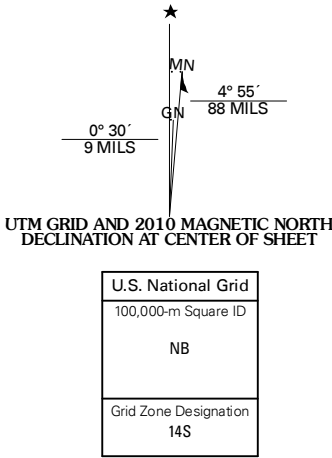 ★
MN
GN
4° 55´
88 MILS
0° 30´
9 MILS
UTM GRID AND 2010 MAGNETIC NORTH
DECLINATION AT CENTER OF SHEET
U.S. National Grid
100,000-m Square ID
NB
Grid Zone Designation
14S